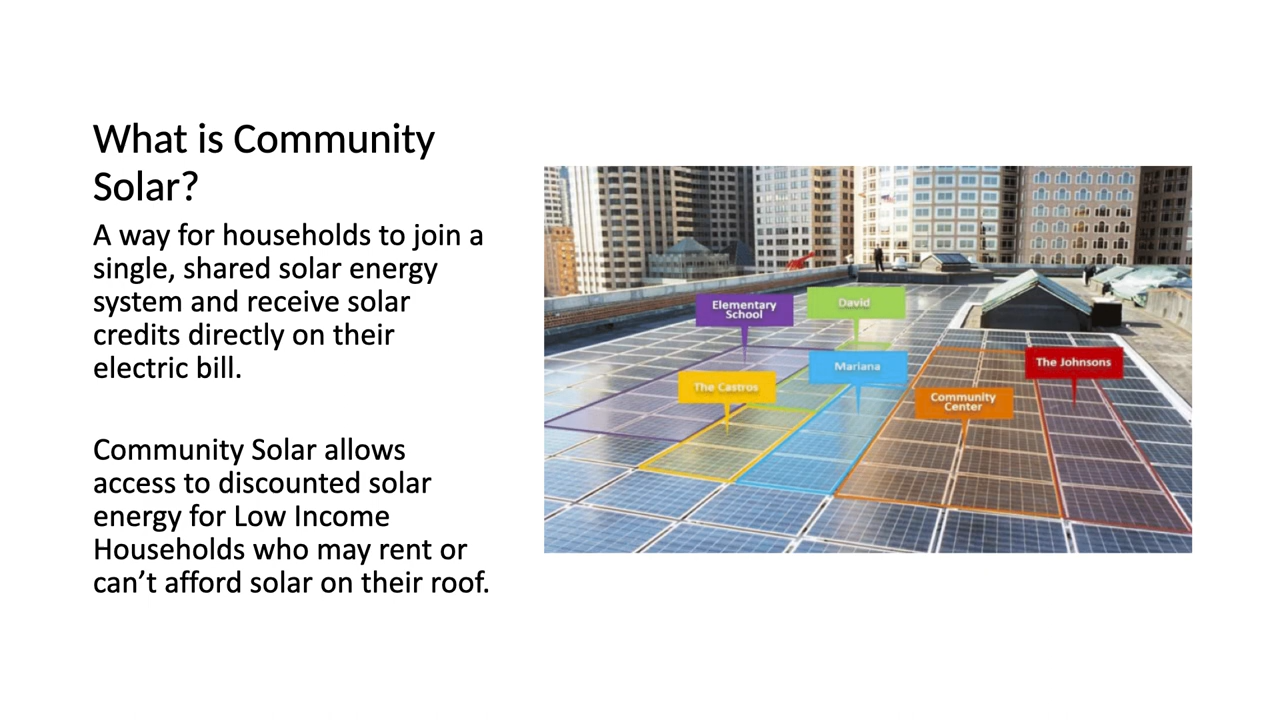 What is Community
Solar?
A way for households to join a
single, shared solar energy
system and receive solar
credits directly on their
electric bill.
Community Solar allows
access to discounted solar
energy for Low Income
Households who may rent or
can’t afford solar on their roof.
Elementary
School
David
Mariana
The Johnsons
The Castros
Community
Center